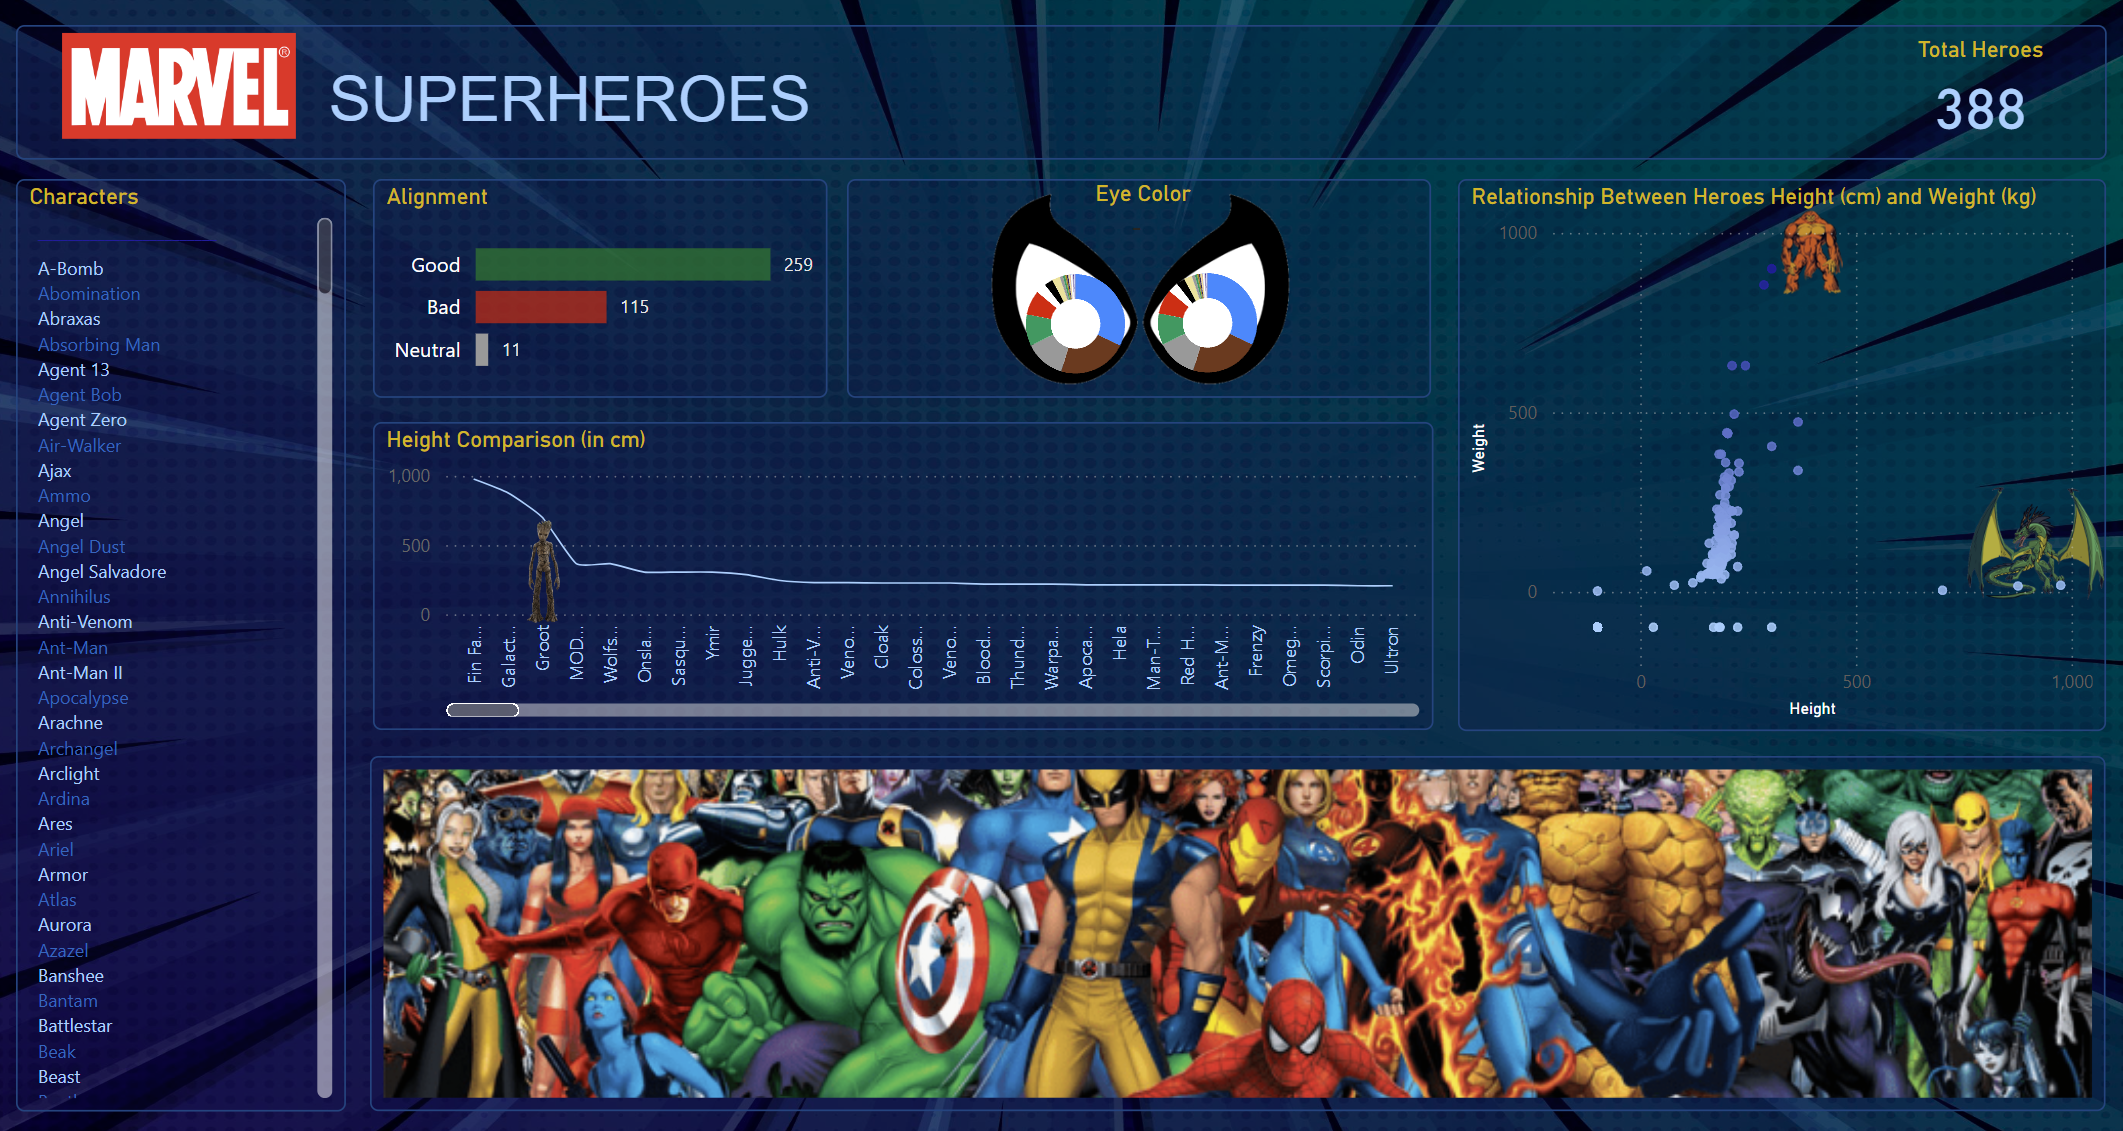 MARVEL®
SUPERHEROES
Total Heroes
388
Characters
A-Bomb
Abomination
Abraxas
Absorbing Man
Agent 13
Agent Bob
Agent Zero
Air-Walker
Ajax
Ammo
Angel
Angel Dust
Angel Salvadore
Annihilus
Anti-Venom
Ant-Man
Ant-Man II
Apocalypse
Arachne
Archangel
Arclight
Ardina
Ares
Ariel
Armor
Atlas
Aurora
Azazel
Banshee
Bantam
Battlestar
Beak
Beast
Alignment
Good 259
Bad 115
Neutral 11
Eye Color
Height Comparison (in cm)
1,000
500
0
Fin Fa...
Galact...
Groot
MOD...
Wolfs...
Onsla...
Sasqu...
Ymir
Jugge...
Hulk
Anti-V...
Veno...
Cloak
Coloss...
Veno...
Blood...
Thund...
Warpa...
Apoca...
Hela
Man-T...
Red H...
Ant-M...
Frenzy
Omeg...
Scorpi...
Odin
Ultron
Relationship Between Heroes Height (cm) and Weight (kg)
1000
500
0
Weight
0 500 1,000
Height